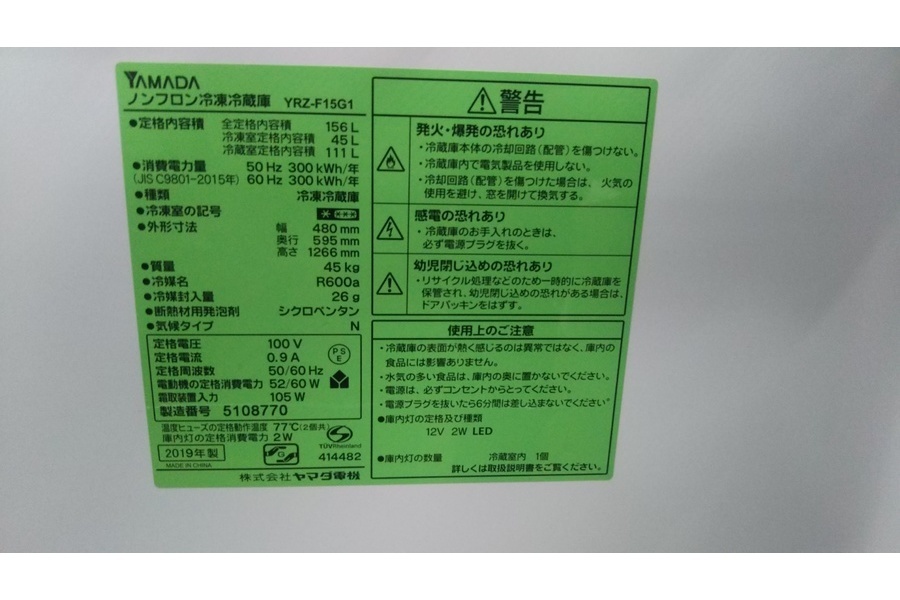 YAMADA
ノンフロン冷凍冷蔵庫 YRZ-F15G1
●定格内容積 全定格内容積 156 L
冷凍室定格内容積 45 L
冷蔵室定格内容積 111 L
●消費電力量 50 Hz 300 kWh/年
(JIS C9801-2015年) 60 Hz 300 kWh/年
●種類 冷凍冷蔵庫
●冷凍室の記号
●外形寸法 幅 480 mm
奥行 595 mm
高さ 1266 mm
●質量 45 kg
●冷媒名 R600a
●冷媒封入量 26 g
●断熱材用発泡剤 シクロペンタン
●気候タイプ N
定格電圧 100 V
定格電流 0.9 A
定格周波数 50/60 Hz
電動機の定格消費電力 52/60 W
霜取装置入力 105 W
製造番号 5108770
PSE
温度ヒューズの定格動作温度 77℃(2個共)
庫内灯の定格消費電力 2W
TÜVRheinland
2019年製
414482
MADE IN CHINA
株式会社 ヤマダ電機
警告
発火・爆発の恐れあり
・冷蔵庫本体の冷却回路(配管)を傷つけない。
・冷蔵庫内で電気製品を使用しない。
・冷却回路(配管)を傷つけた場合は、火気の
使用を避け、窓を開けて換気する。
感電の恐れあり
・冷蔵庫のお手入れのときは、
必ず電源プラグを抜く。
幼児閉じ込めの恐れあり
・リサイクル処理などのため一時的に冷蔵庫を
保管され、幼児閉じ込めの恐れがある場合は、
ドアパッキンをはずす。
使用上のご注意
・冷蔵庫の表面が熱く感じるのは異常ではなく、庫内の
食品には影響ありません。
・水気の多い食品は、庫内の奥に置かないでください。
・電源は、必ずコンセントからとってください。
・電源プラグを抜いたら6分間は差し込まないでください
●庫内灯の定格及び種類
12V 2W LED
●庫内灯の数量 冷蔵室内 1個
詳しくは取扱説明書をご覧ください。